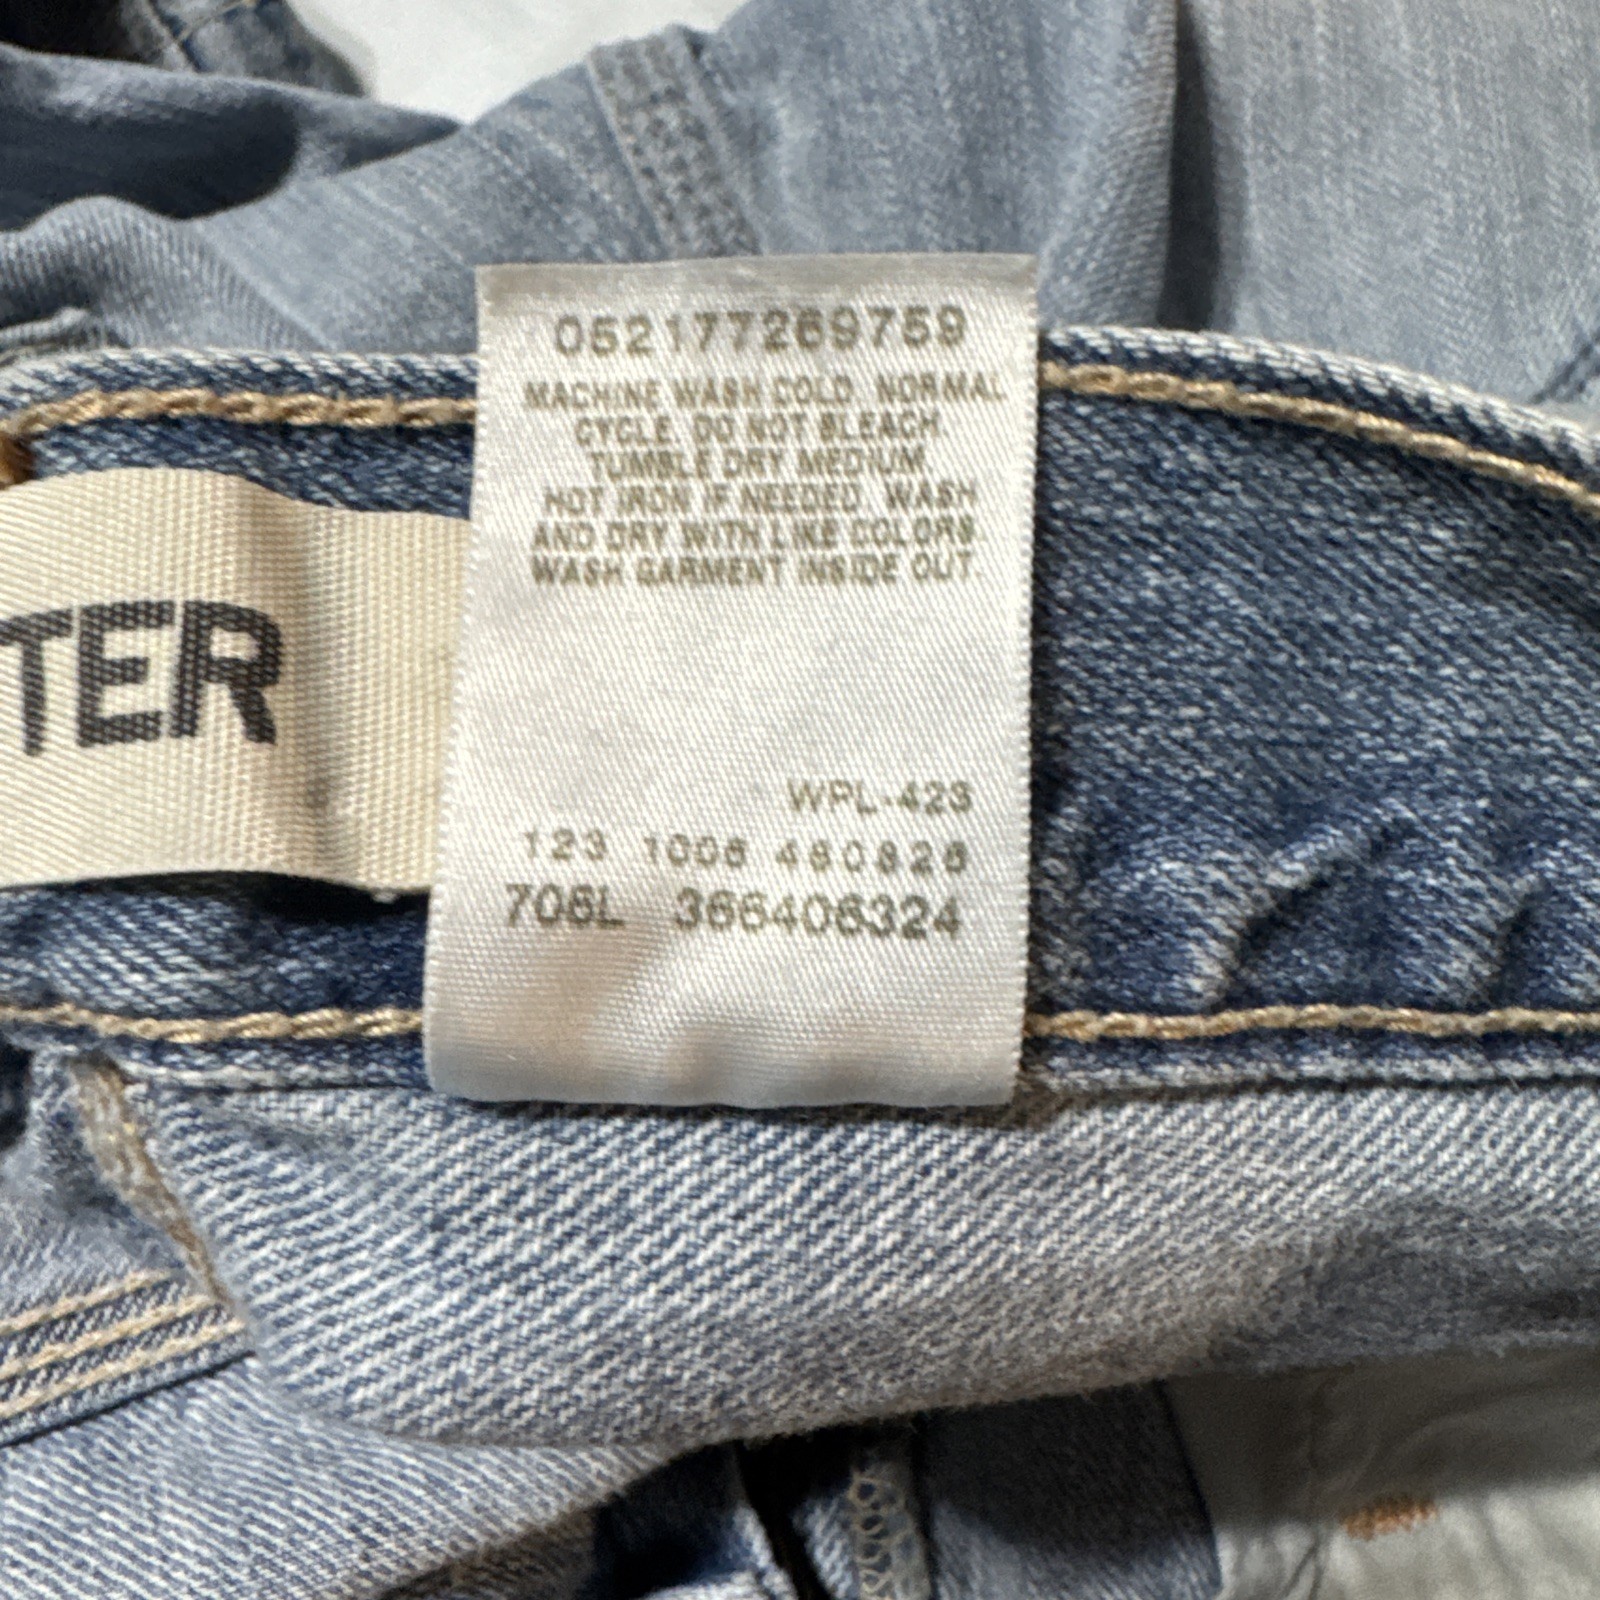 052177269759
MACHINE WASH COLD. NORMAL
CYCLE. DO NOT BLEACH.
TUMBLE DRY MEDIUM.
HOT IRON IF NEEDED. WASH
AND DRY WITH LIKE COLORS
WASH GARMENT INSIDE OUT.
TER
WPL-423
123 1006 460826
706L 366406324